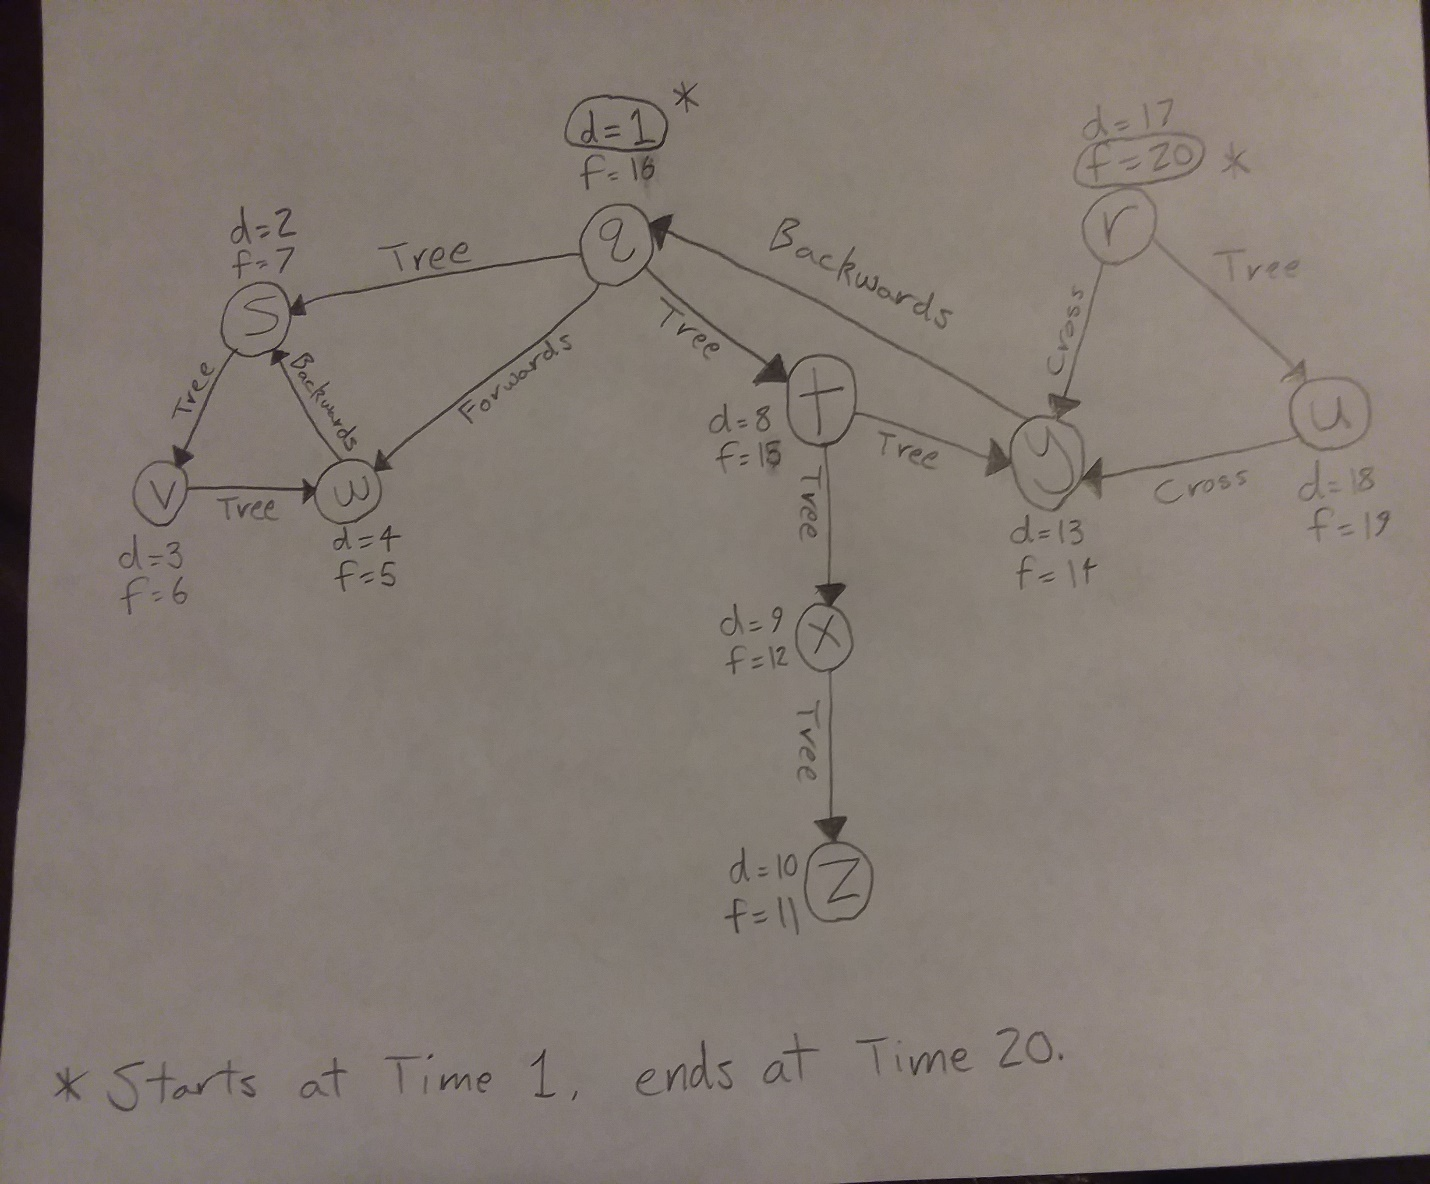 d=1 *
f=16
d=17
f=20 *
r
d=2
f=7
Tree
q
Backwards
Tree
S
Tree
Forwards
Tree
Cross
Backwards
t
d=8
f=15
Tree
y
u
Cross
d=18
f=19
V
Tree
w
d=3
f=6
d=4
f=5
Tree
d=13
f=14
d=9
f=12
X
Tree
d=10
f=11
Z
* Starts at Time 1, ends at Time 20.